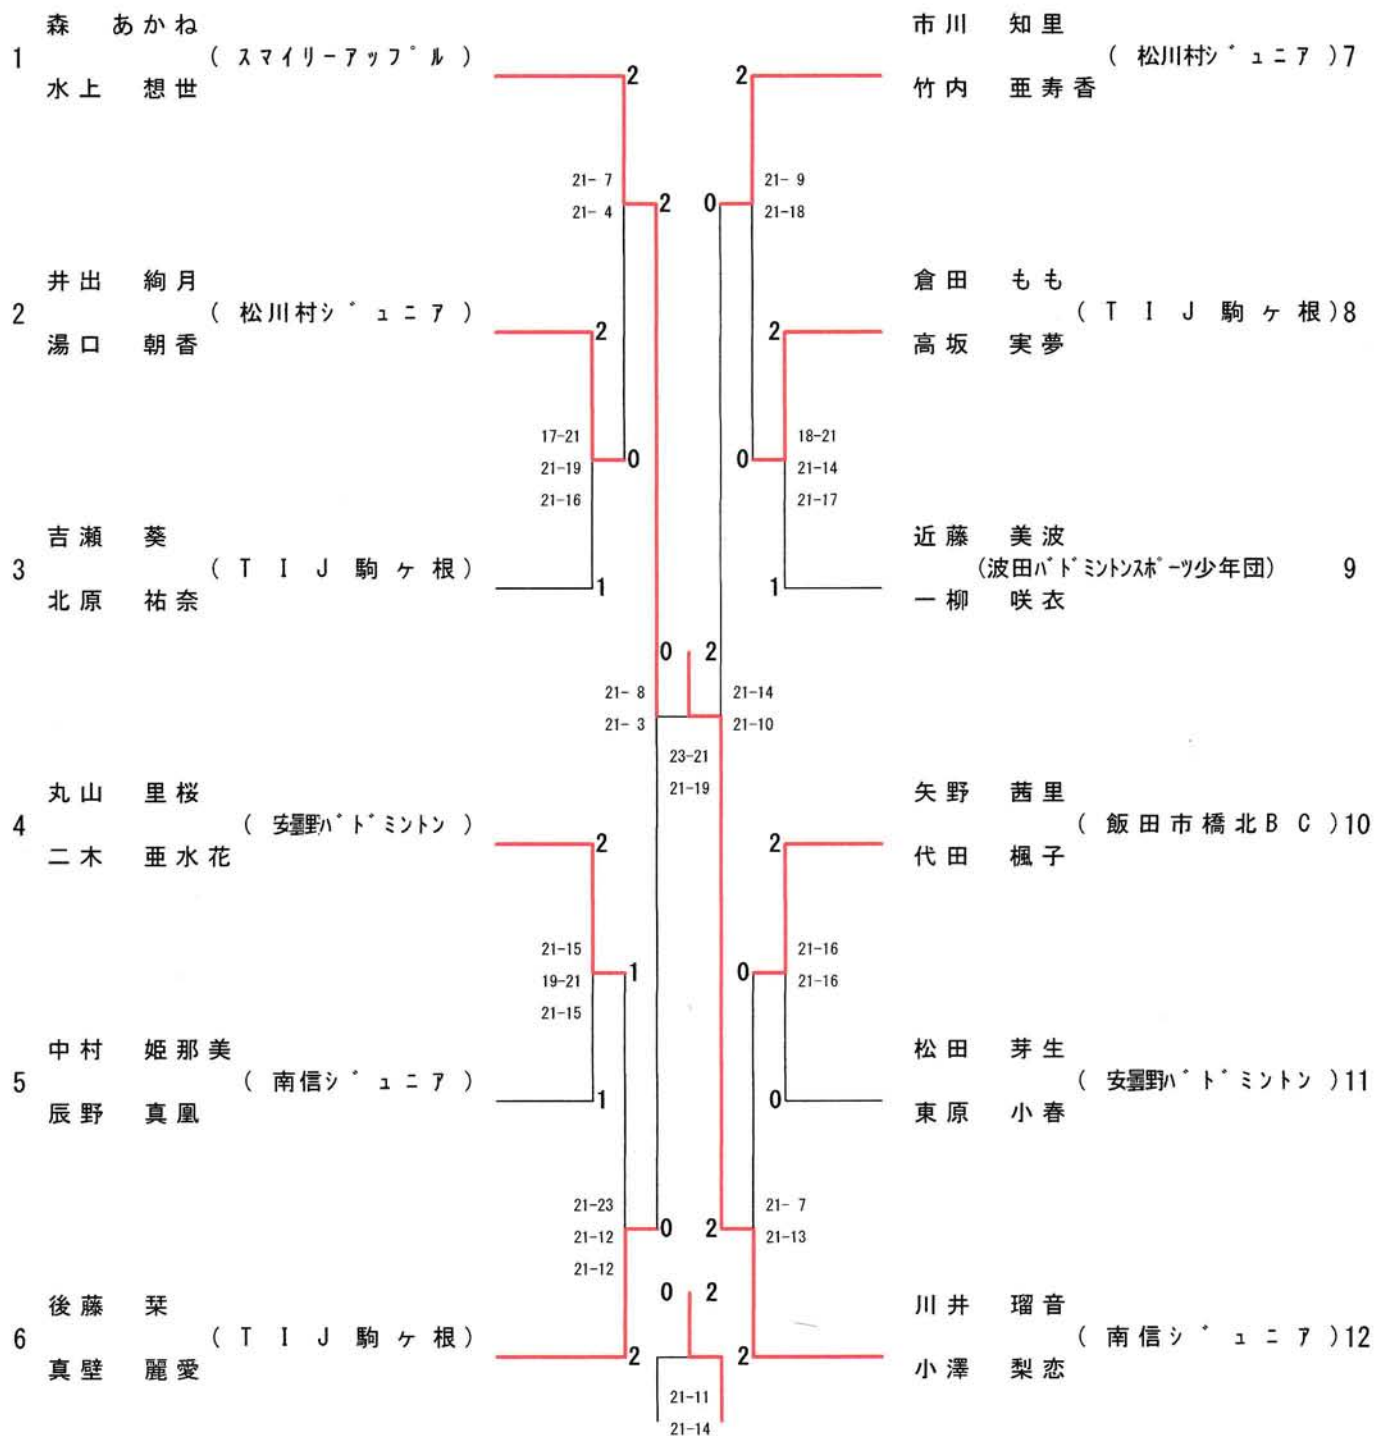 森 あかね
1 (スマイリーアップル)
水上 想世
21- 7
21- 4
2
2
井出 絢月
2 (松川村ジュニア)
湯口 朝香
2
17-21
21-19
21-16
0
吉瀬 葵
3 (TIJ駒ヶ根)
北原 祐奈
1
21- 8
21- 3
0 2
23-21
21-19
丸山 里桜
4 (安曇野バドミントン)
二木 亜水花
2
21-15
19-21
21-15
1
中村 姫那美
5 (南信ジュニア)
辰野 真凰
1
21-23
21-12
21-12
0
後藤 栞
6 (TIJ駒ヶ根)
真壁 麗愛
2
0 2
21-11
21-14
市川 知里
(松川村ジュニア)7
竹内 亜寿香
2
21- 9
21-18
0
倉田 もも
(TIJ駒ヶ根)8
高坂 実夢
2
18-21
21-14
21-17
0
近藤 美波
(波田バドミントンスポーツ少年団) 9
一柳 咲衣
1
21-14
21-10
矢野 茜里
(飯田市橋北BC)10
代田 楓子
2
21-16
21-16
0
松田 芽生
(安曇野バドミントン)11
東原 小春
0
21- 7
21-13
2
川井 瑠音
(南信ジュニア)12
小澤 梨恋
2